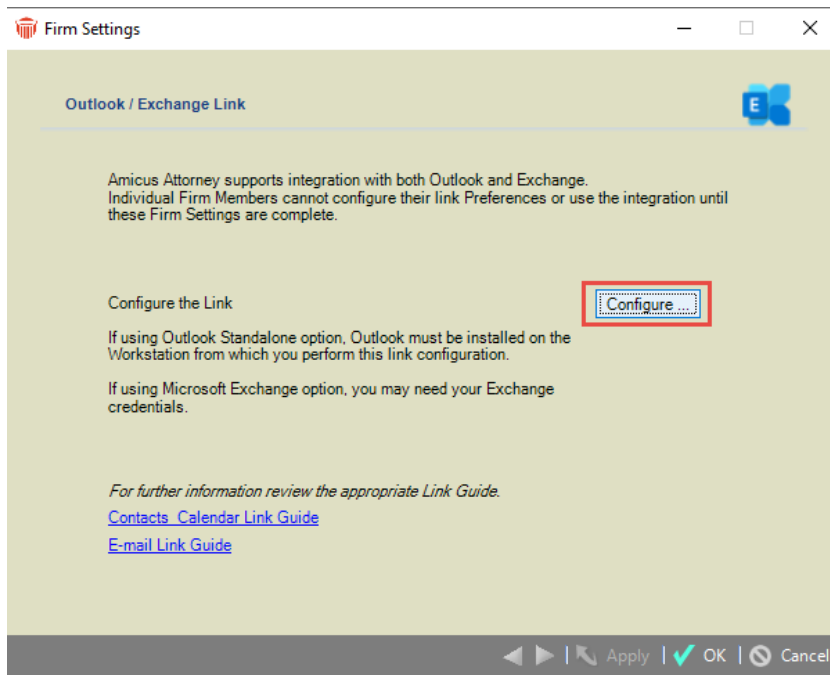 Firm Settings
Outlook / Exchange Link
E
Amicus Attorney supports integration with both Outlook and Exchange.
Individual Firm Members cannot configure their link Preferences or use the integration until
these Firm Settings are complete.
Configure the Link
Configure ...
If using Outlook Standalone option, Outlook must be installed on the
Workstation from which you perform this link configuration.
If using Microsoft Exchange option, you may need your Exchange
credentials.
For further information review the appropriate Link Guide.
Contacts Calendar Link Guide
E-mail Link Guide
Apply | OK | Cancel